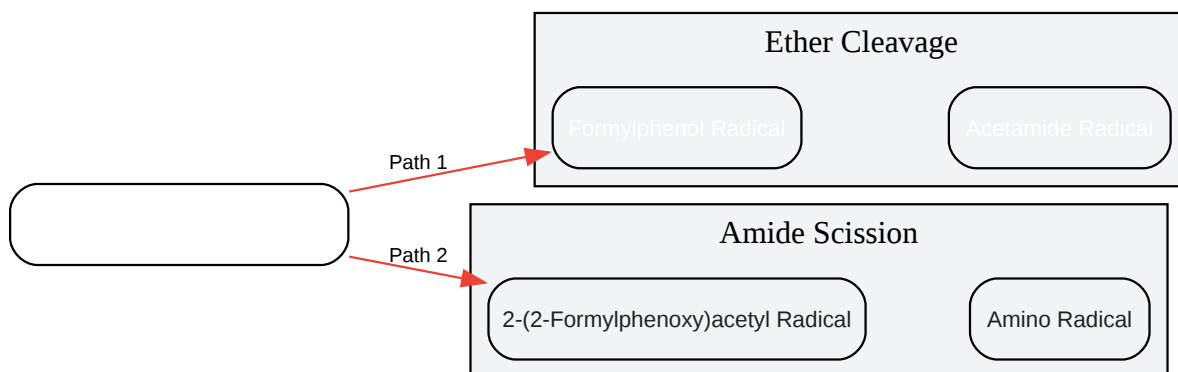 Ether Cleavage
Formylphenol Radical
Acetamide Radical
Path 1
Path 2
Amide Scission
2-(2-Formylphenoxy)acetyl Radical
Amino Radical